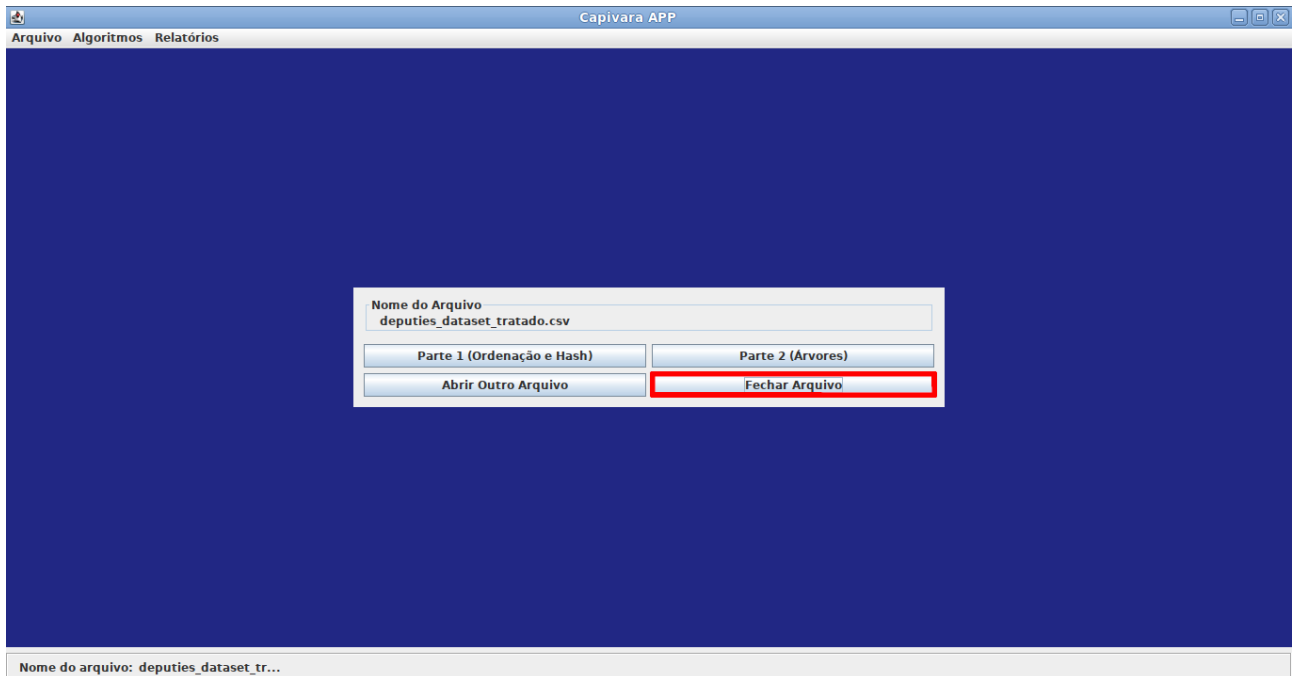 Capivara APP
Arquivo Algoritmos Relatórios
Nome do Arquivo
deputies_dataset_tratado.csv
Parte 1 (Ordenação e Hash) Parte 2 (Árvores)
Abrir Outro Arquivo Fechar Arquivo
Nome do arquivo: deputies_dataset_tr...